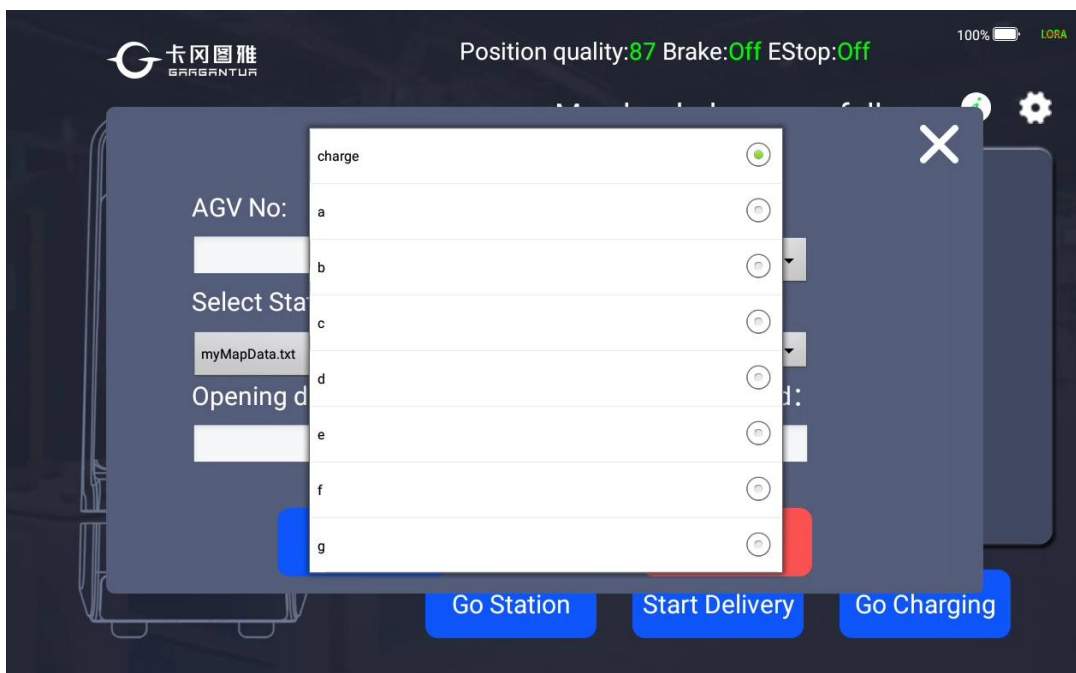 卡冈图雅
GARGANTUA
Position quality:87 Brake:Off EStop:Off
100%
LORA
charge
AGV No:
a
b
Select Sta
c
myMapData.txt
d
Opening d
d:
e
f
g
Go Station
Start Delivery
Go Charging